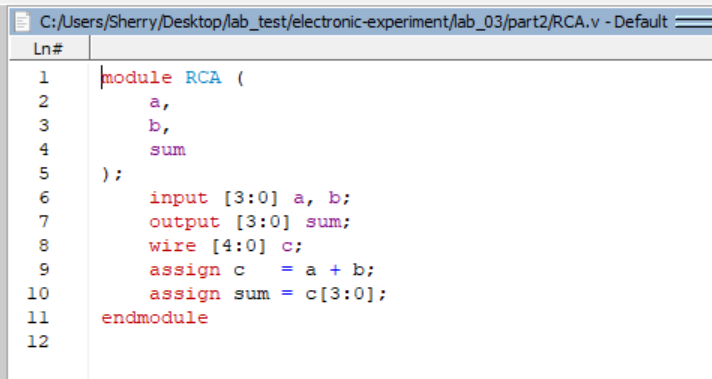 C:/Users/Sherry/Desktop/lab_test/electronic-experiment/lab_03/part2/RCA.v - Default
Ln#
1 module RCA (
2 a,
3 b,
4 sum
5 );
6 input [3:0] a, b;
7 output [3:0] sum;
8 wire [4:0] c;
9 assign c = a + b;
10 assign sum = c[3:0];
11 endmodule
12